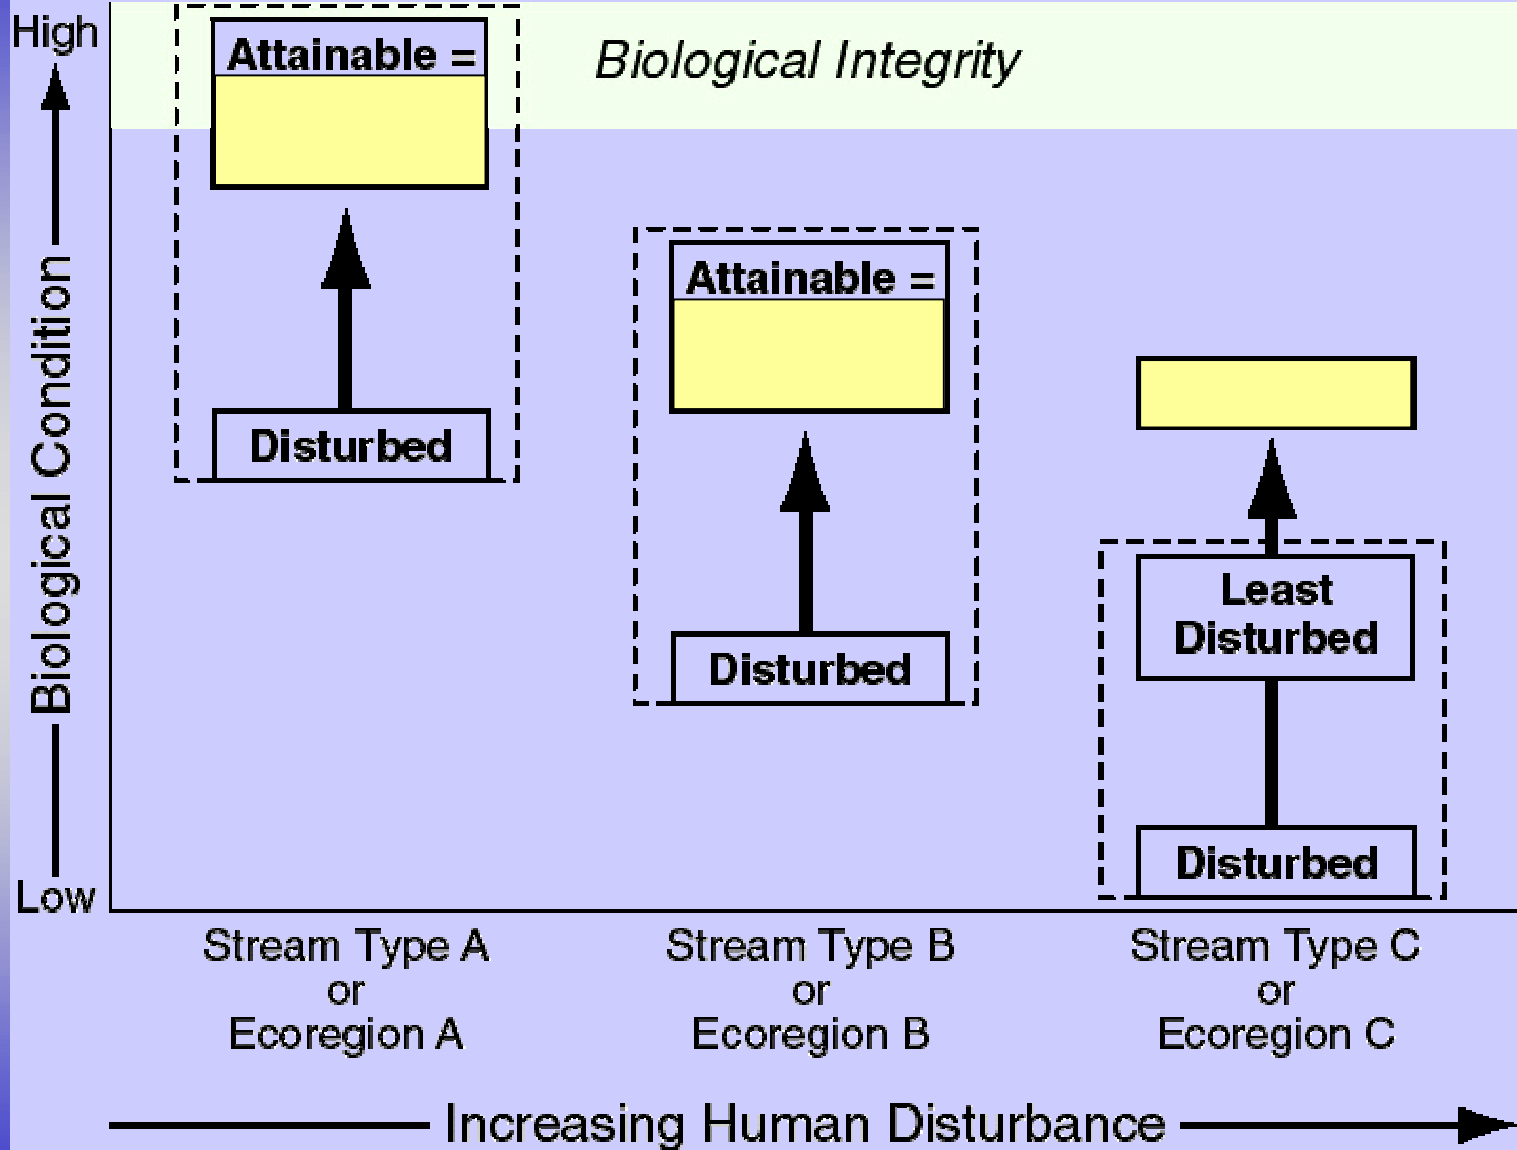 High
Biological Condition
Low
Biological Integrity
Attainable =
Disturbed
Attainable =
Disturbed
Least
Disturbed
Disturbed
Stream Type A
or
Ecoregion A
Stream Type B
or
Ecoregion B
Stream Type C
or
Ecoregion C
Increasing Human Disturbance